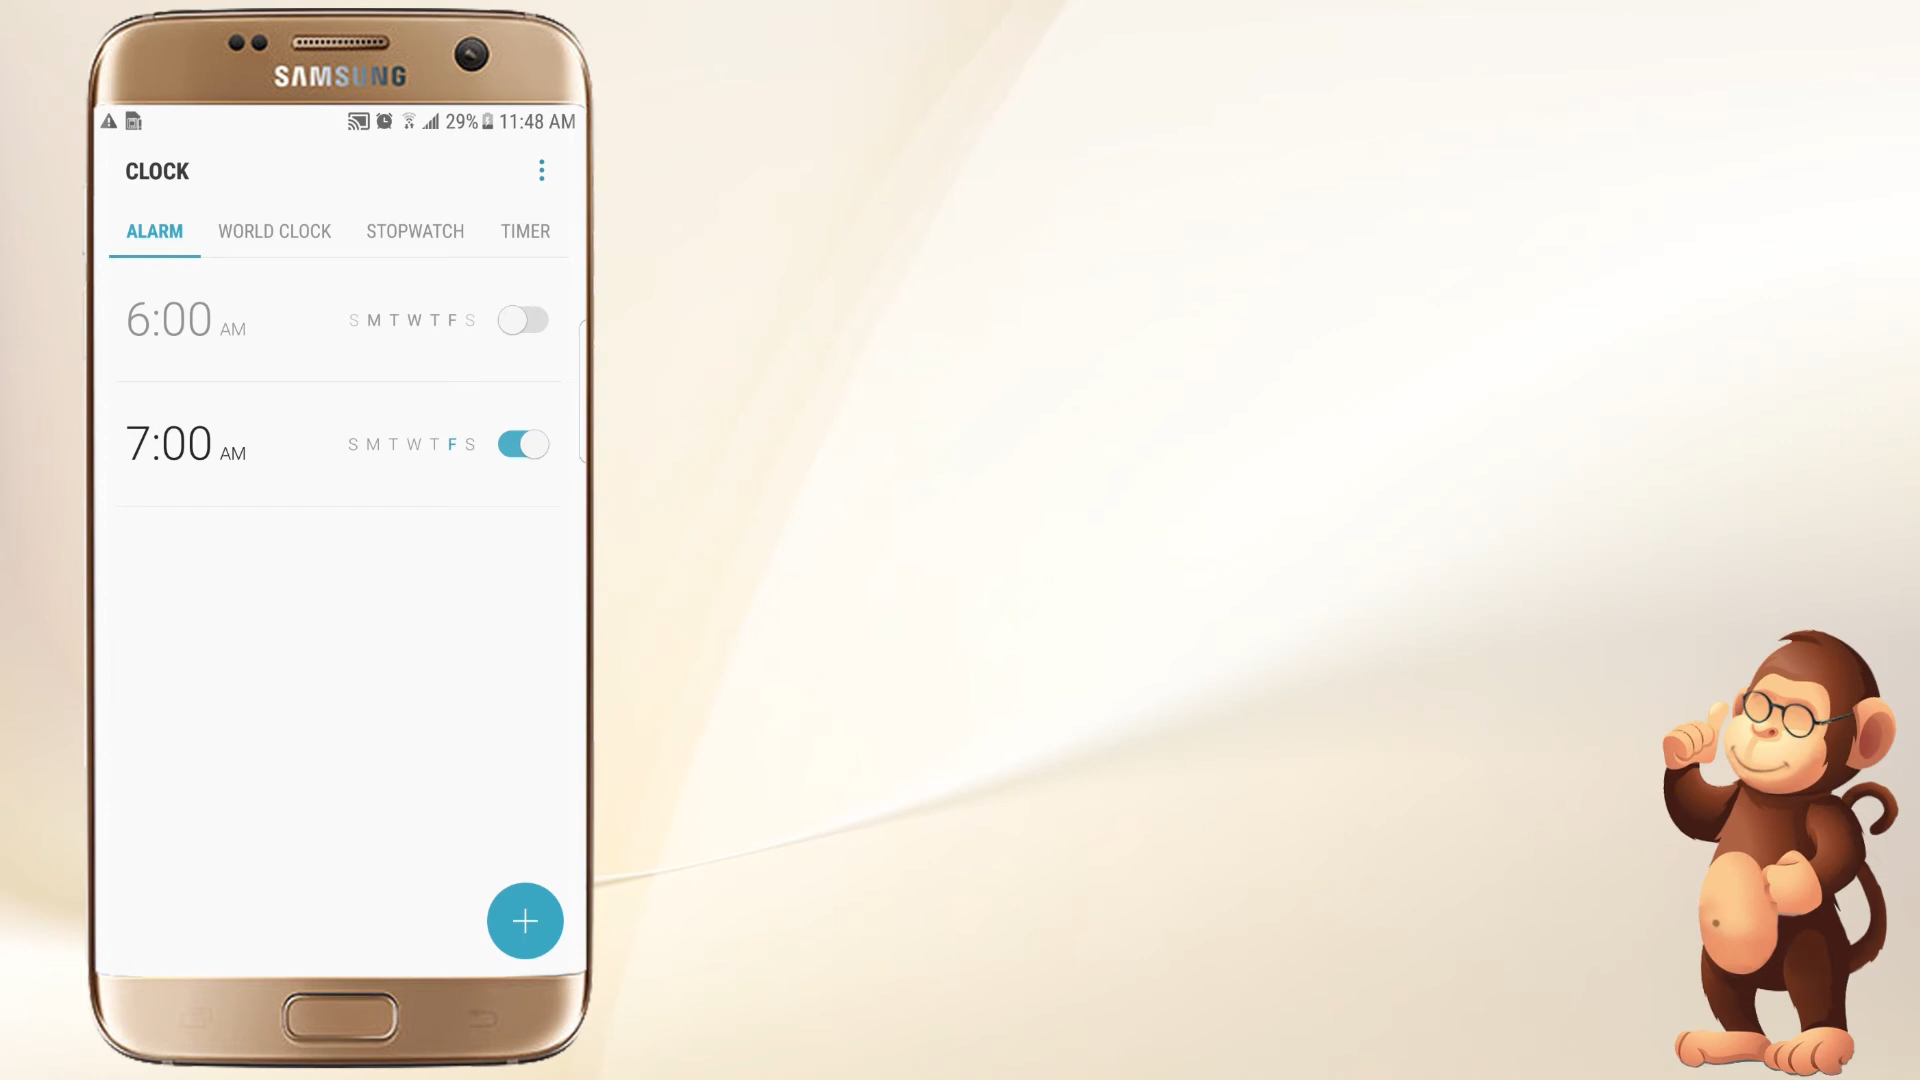 SAMSUNG
29% 11:48 AM
CLOCK
ALARM WORLD CLOCK STOPWATCH TIMER
6:00 AM S M T W T F S
7:00 AM S M T W T F S